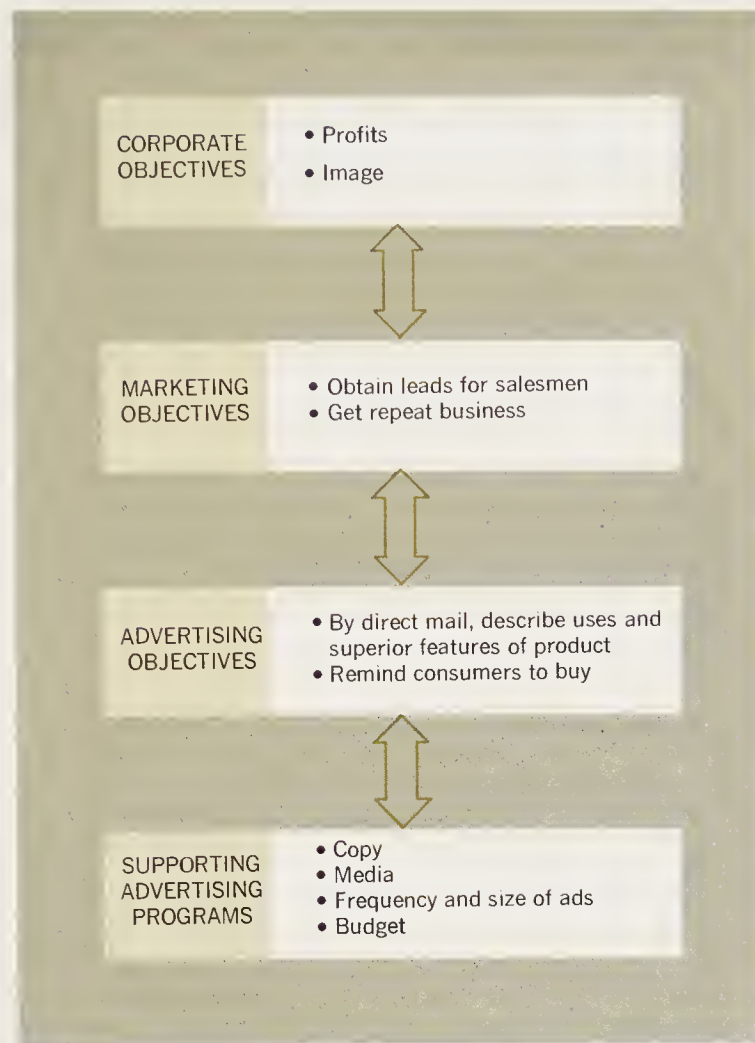 CORPORATE
OBJECTIVES
• Profits
• Image
MARKETING
OBJECTIVES
• Obtain leads for salesmen
• Get repeat business
ADVERTISING
OBJECTIVES
• By direct mail, describe uses and
superior features of product
• Remind consumers to buy
SUPPORTING
ADVERTISING
PROGRAMS
• Copy
• Media
• Frequency and size of ads
• Budget